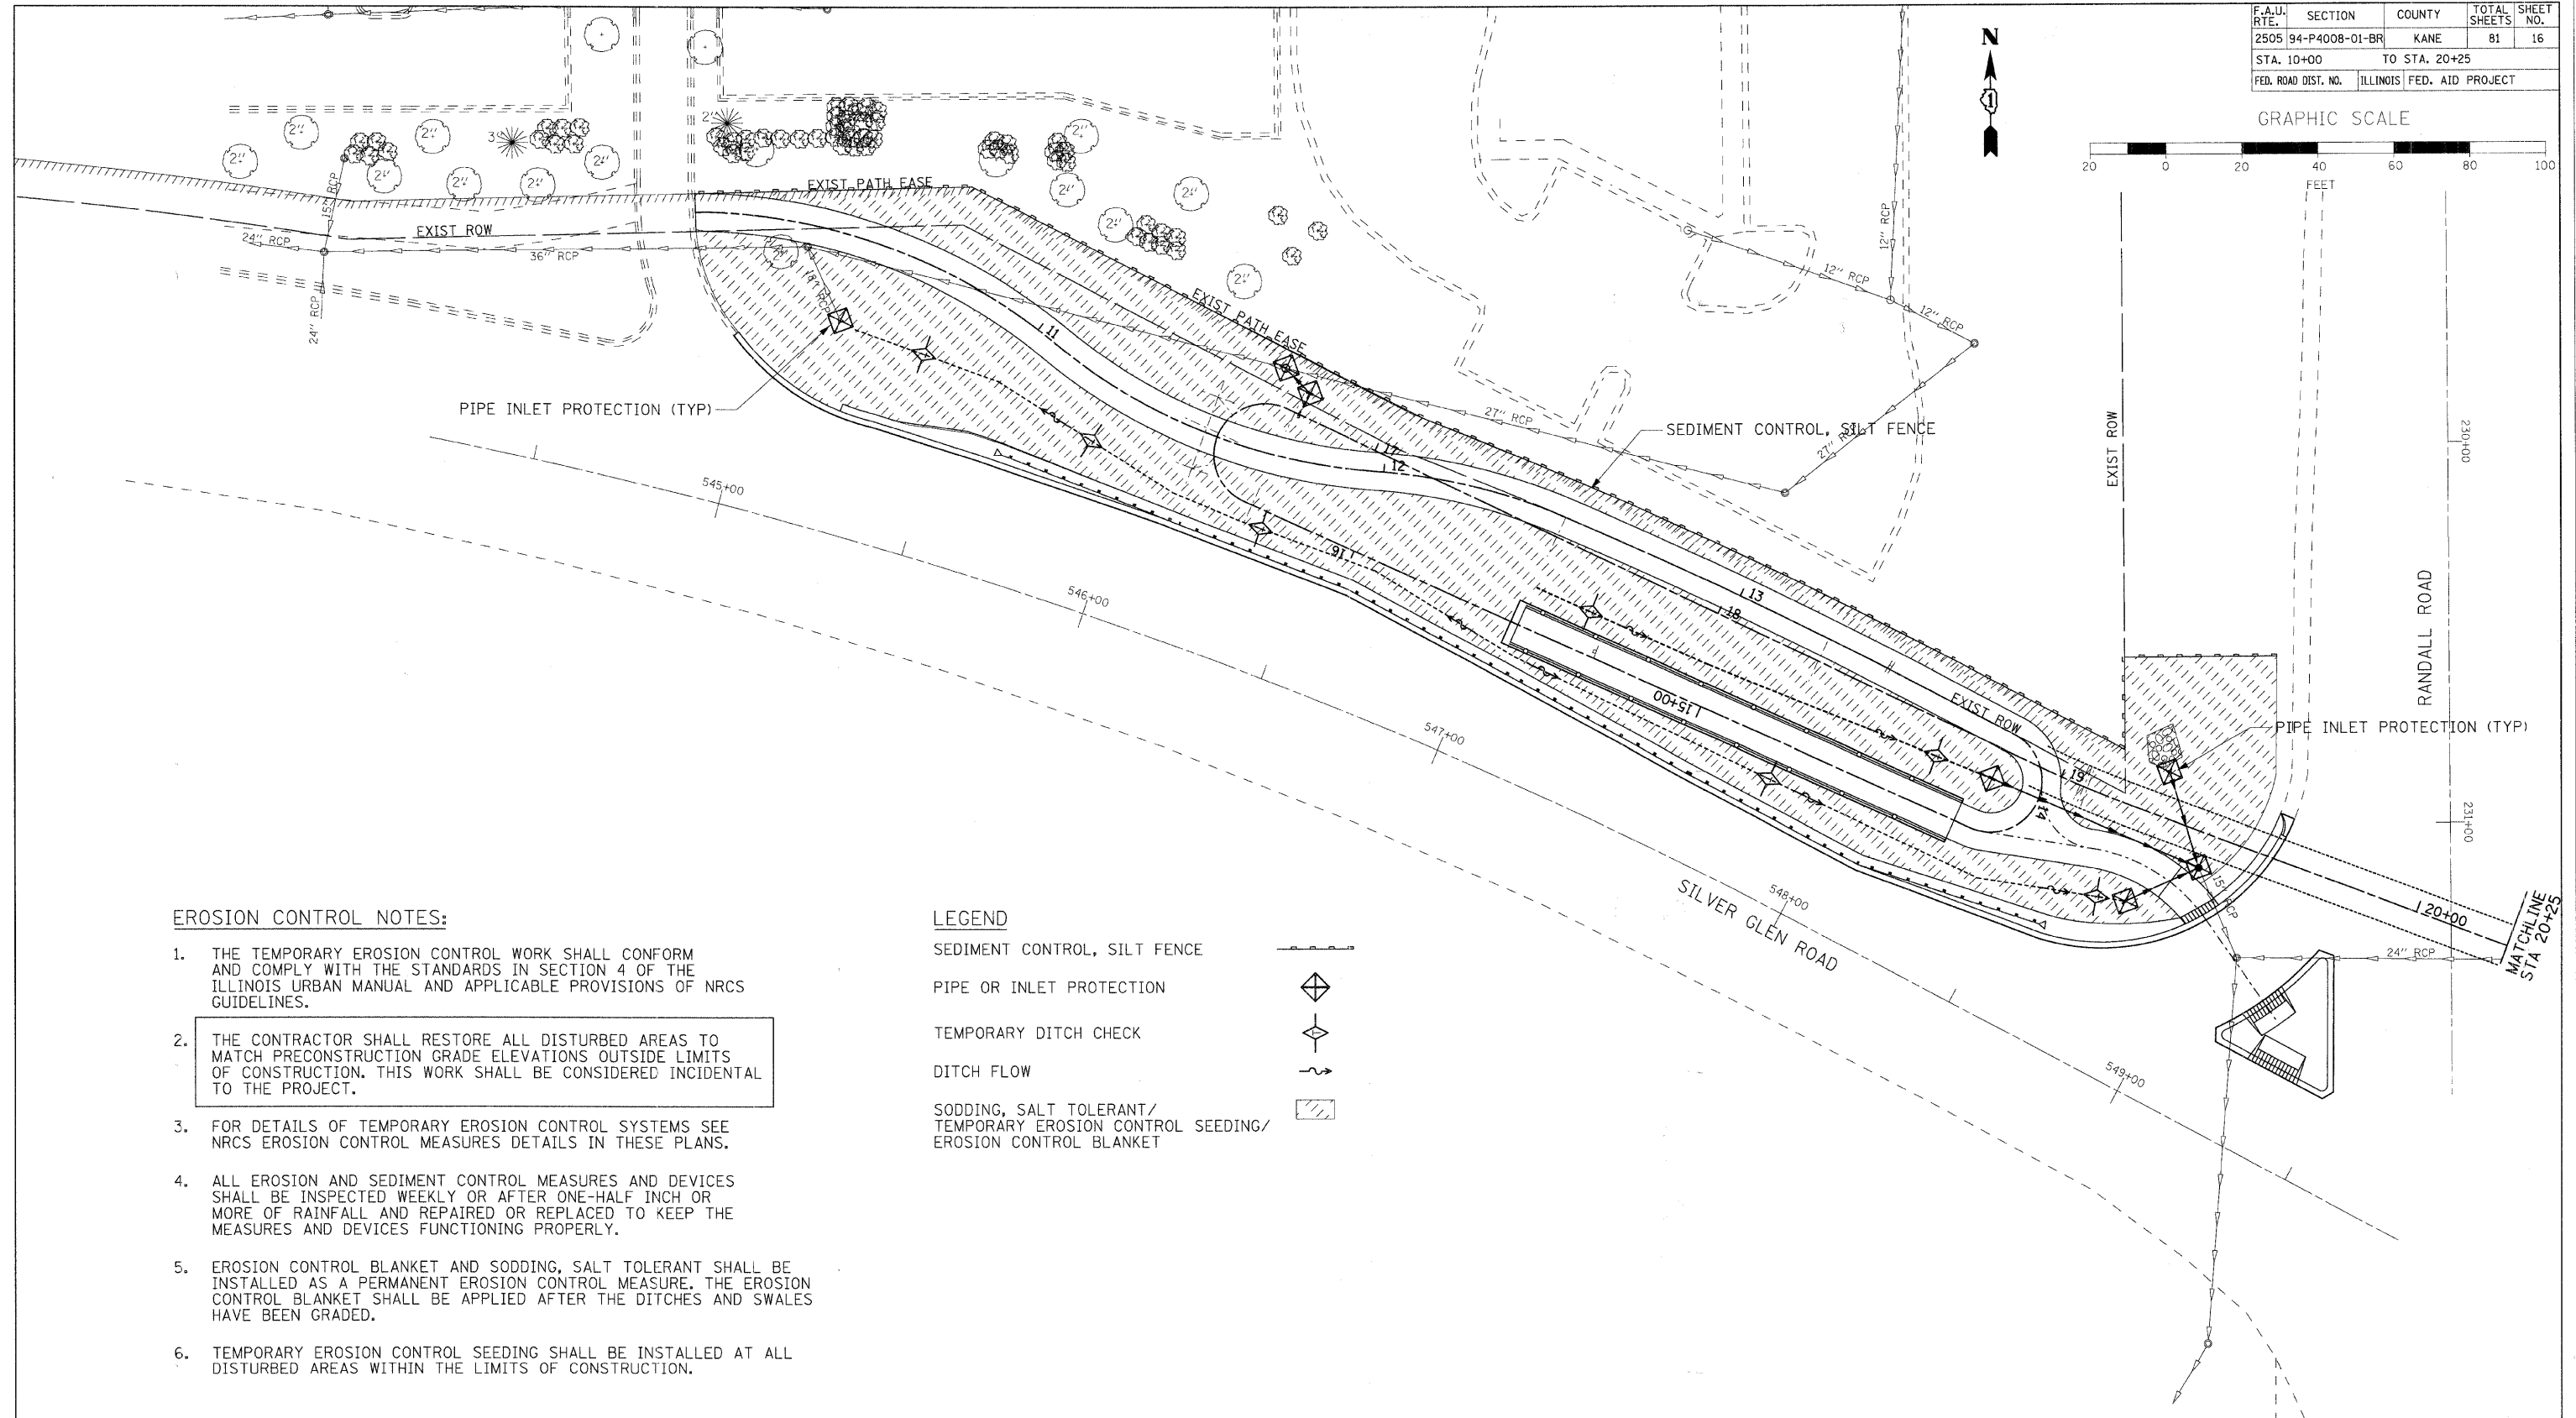 F.A.U. RTE. SECTION COUNTY TOTAL SHEETS SHEET NO.
2505 94-P4008-01-BR KANE 81 16
STA. 10+00 TO STA. 20+25
FED. ROAD DIST. NO. ILLINOIS FED. AID PROJECT
N
1
GRAPHIC SCALE
20 0 20 40 60 80 100
FEET
2'
3'
EXIST PATH EASE
15" RCP
EXIST ROW
24" RCP
36" RCP
24" RCP
18" RCP
12" RCP
12" RCP
12" RCP
EXIST PATH EASE
11
PIPE INLET PROTECTION (TYP)
27" RCP
27" RCP
SEDIMENT CONTROL, SILT FENCE
EXIST ROW
230+00
17
12
545+00
16
546+00
13
18
RANDALL ROAD
15+00
EXIST ROW
547+00
PIPE INLET PROTECTION (TYP)
19
14
231+00
15" RCP
548+00
SILVER GLEN ROAD
20+00
MATCHLINE
STA 20+25
24" RCP
549+00
EROSION CONTROL NOTES:
1. THE TEMPORARY EROSION CONTROL WORK SHALL CONFORM
AND COMPLY WITH THE STANDARDS IN SECTION 4 OF THE
ILLINOIS URBAN MANUAL AND APPLICABLE PROVISIONS OF NRCS
GUIDELINES.
2. THE CONTRACTOR SHALL RESTORE ALL DISTURBED AREAS TO
MATCH PRECONSTRUCTION GRADE ELEVATIONS OUTSIDE LIMITS
OF CONSTRUCTION. THIS WORK SHALL BE CONSIDERED INCIDENTAL
TO THE PROJECT.
3. FOR DETAILS OF TEMPORARY EROSION CONTROL SYSTEMS SEE
NRCS EROSION CONTROL MEASURES DETAILS IN THESE PLANS.
4. ALL EROSION AND SEDIMENT CONTROL MEASURES AND DEVICES
SHALL BE INSPECTED WEEKLY OR AFTER ONE-HALF INCH OR
MORE OF RAINFALL AND REPAIRED OR REPLACED TO KEEP THE
MEASURES AND DEVICES FUNCTIONING PROPERLY.
5. EROSION CONTROL BLANKET AND SODDING, SALT TOLERANT SHALL BE
INSTALLED AS A PERMANENT EROSION CONTROL MEASURE. THE EROSION
CONTROL BLANKET SHALL BE APPLIED AFTER THE DITCHES AND SWALES
HAVE BEEN GRADED.
6. TEMPORARY EROSION CONTROL SEEDING SHALL BE INSTALLED AT ALL
DISTURBED AREAS WITHIN THE LIMITS OF CONSTRUCTION.
LEGEND
SEDIMENT CONTROL, SILT FENCE
PIPE OR INLET PROTECTION
TEMPORARY DITCH CHECK
DITCH FLOW
SODDING, SALT TOLERANT/
TEMPORARY EROSION CONTROL SEEDING/
EROSION CONTROL BLANKET